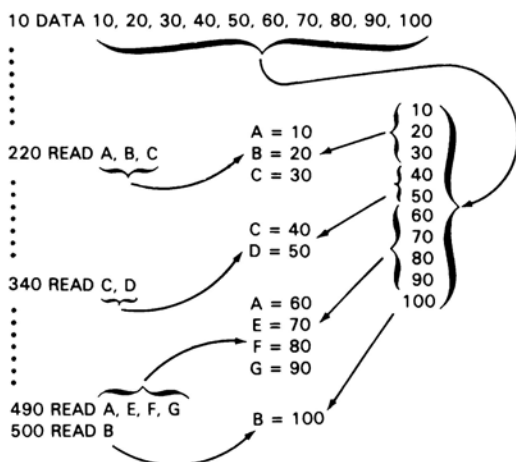 10 DATA 10, 20, 30, 40, 50, 60, 70, 80, 90, 100
220 READ A, B, C
A = 10
B = 20
C = 30
10
20
30
40
50
60
70
80
90
100
C = 40
D = 50
340 READ C, D
A = 60
E = 70
F = 80
G = 90
490 READ A, E, F, G
500 READ B
B = 100